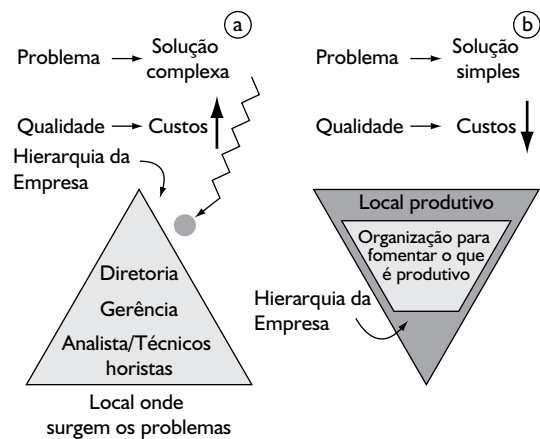 a
Problema
Solução
complexa
Qualidade
Custos
Hierarquia da
Empresa
Diretoria
Gerência
Analista/Técnicos
horistas
Local onde
surgem os problemas
b
Problema
Solução
simples
Qualidade
Custos
Local produtivo
Organização para
fomentar o que
é produtivo
Hierarquia da
Empresa